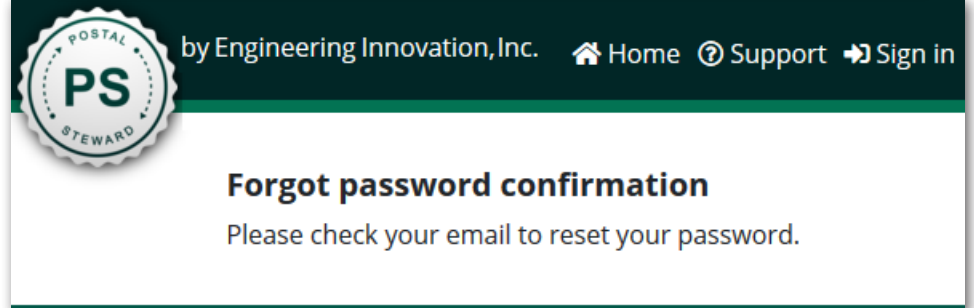 POSTAL
PS
STEWARD
by Engineering Innovation,Inc.
Home
Support
Sign in
Forgot password confirmation
Please check your email to reset your password.